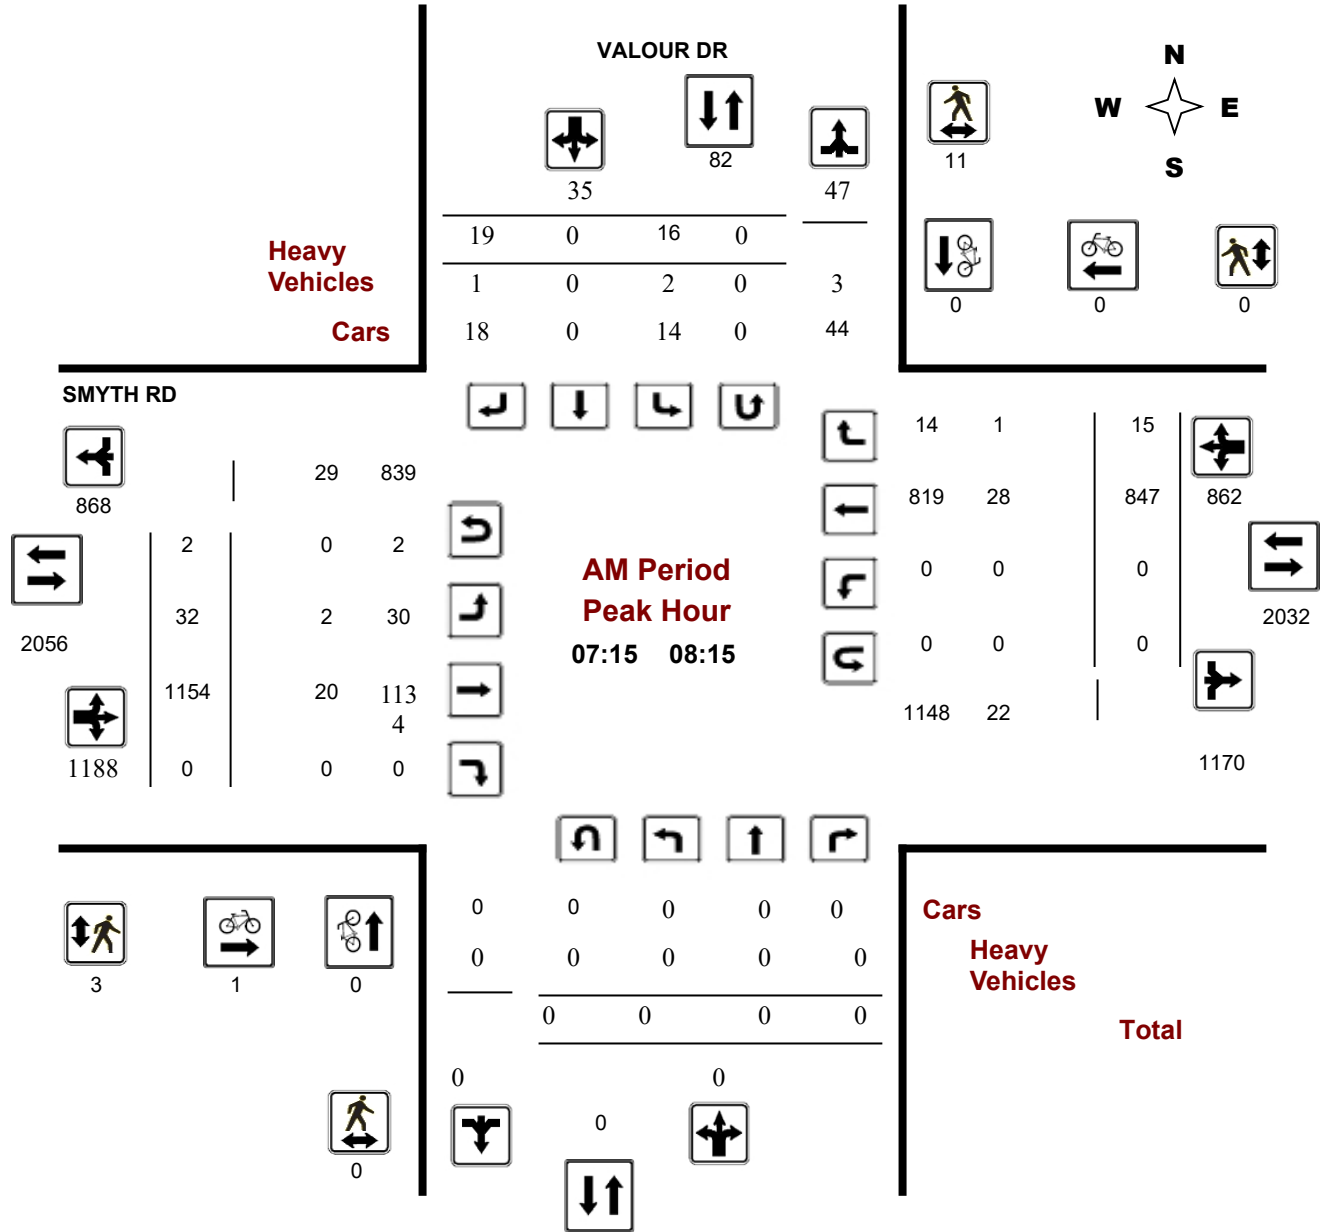 VALOUR DR
N
W E
S
82
11
35 47
19 0 16 0
Heavy
Vehicles
1 0 2 0 3
0 0 0
Cars
18 0 14 0 44
SMYTH RD
14 1 15
29 839
868
819 28 847 862
2 0 2
AM Period
0 0 0
Peak Hour
32 2 30
2032
2056
07:15 08:15
0 0 0
1154 20 113
4
1148 22
1188 0 0 0
1170
0 0 0 0 0
Cars
0 0 0 0 0
Heavy
Vehicles
3 1 0
0 0 0 0
Total
0 0
0
0